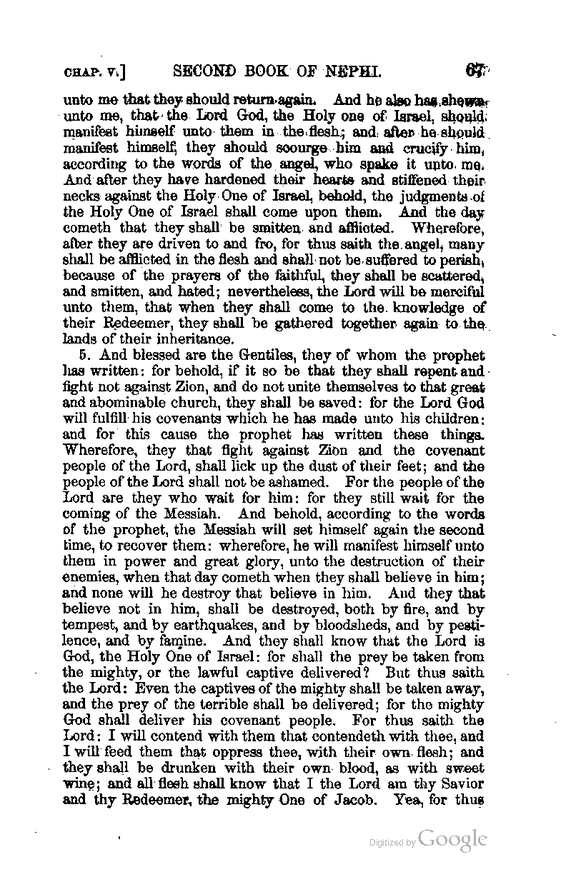 CHAP. V.] SECOND BOOK OF NEPHI. 67
unto me that they should return again. And he also has shewn
unto me, that the Lord God, the Holy one of Israel, should
manifest himself unto them in the flesh; and after he should
manifest himself, they should scourge him and crucify him,
according to the words of the angel, who spake it unto me.
And after they have hardened their hearts and stiffened their
necks against the Holy One of Israel, behold, the judgments of
the Holy One of Israel shall come upon them. And the day
cometh that they shall be smitten and afflicted. Wherefore,
after they are driven to and fro, for thus saith the angel, many
shall be afflicted in the flesh and shall not be suffered to perish,
because of the prayers of the faithful, they shall be scattered,
and smitten, and hated; nevertheless, the Lord will be merciful
unto them, that when they shall come to the knowledge of
their Redeemer, they shall be gathered together again to the
lands of their inheritance.
5. And blessed are the Gentiles, they of whom the prophet
has written: for behold, if it so be that they shall repent and
fight not against Zion, and do not unite themselves to that great
and abominable church, they shall be saved: for the Lord God
will fulfill his covenants which he has made unto his children:
and for this cause the prophet has written these things.
Wherefore, they that fight against Zion and the covenant
people of the Lord, shall lick up the dust of their feet; and the
people of the Lord shall not be ashamed. For the people of the
Lord are they who wait for him: for they still wait for the
coming of the Messiah. And behold, according to the words
of the prophet, the Messiah will set himself again the second
time, to recover them: wherefore, he will manifest himself unto
them in power and great glory, unto the destruction of their
enemies, when that day cometh when they shall believe in him;
and none will he destroy that believe in him. And they that
believe not in him, shall be destroyed, both by fire, and by
tempest, and by earthquakes, and by bloodsheds, and by pesti-
lence, and by famine. And they shall know that the Lord is
God, the Holy One of Israel: for shall the prey be taken from
the mighty, or the lawful captive delivered? But thus saith
the Lord: Even the captives of the mighty shall be taken away,
and the prey of the terrible shall be delivered; for the mighty
God shall deliver his covenant people. For thus saith the
Lord: I will contend with them that contendeth with thee, and
I will feed them that oppress thee, with their own flesh; and
they shall be drunken with their own blood, as with sweet
wine; and all flesh shall know that I the Lord am thy Savior
and thy Redeemer, the mighty One of Jacob. Yea, for thus
Digitized by Google